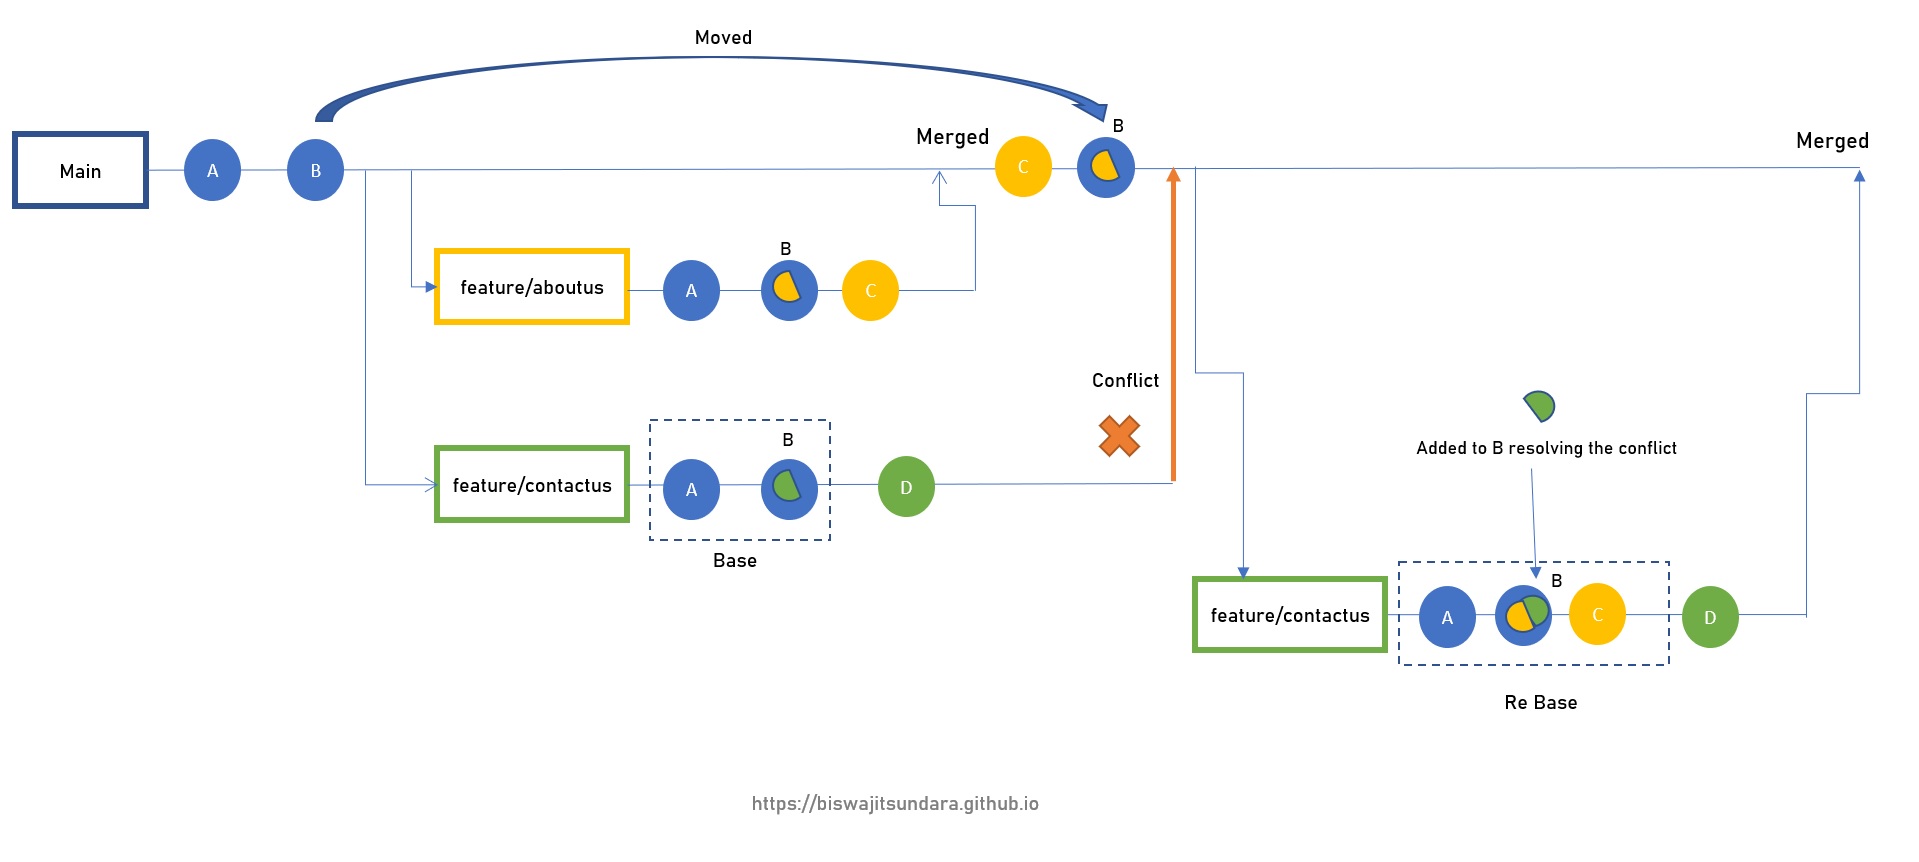 Moved
Main
A
B
Merged
C
B
Merged
feature/aboutus
A
B
C
feature/contactus
A
B
D
Base
Conflict
Added to B resolving the conflict
feature/contactus
A
B
C
D
Re Base
https://biswajitsundara.github.io